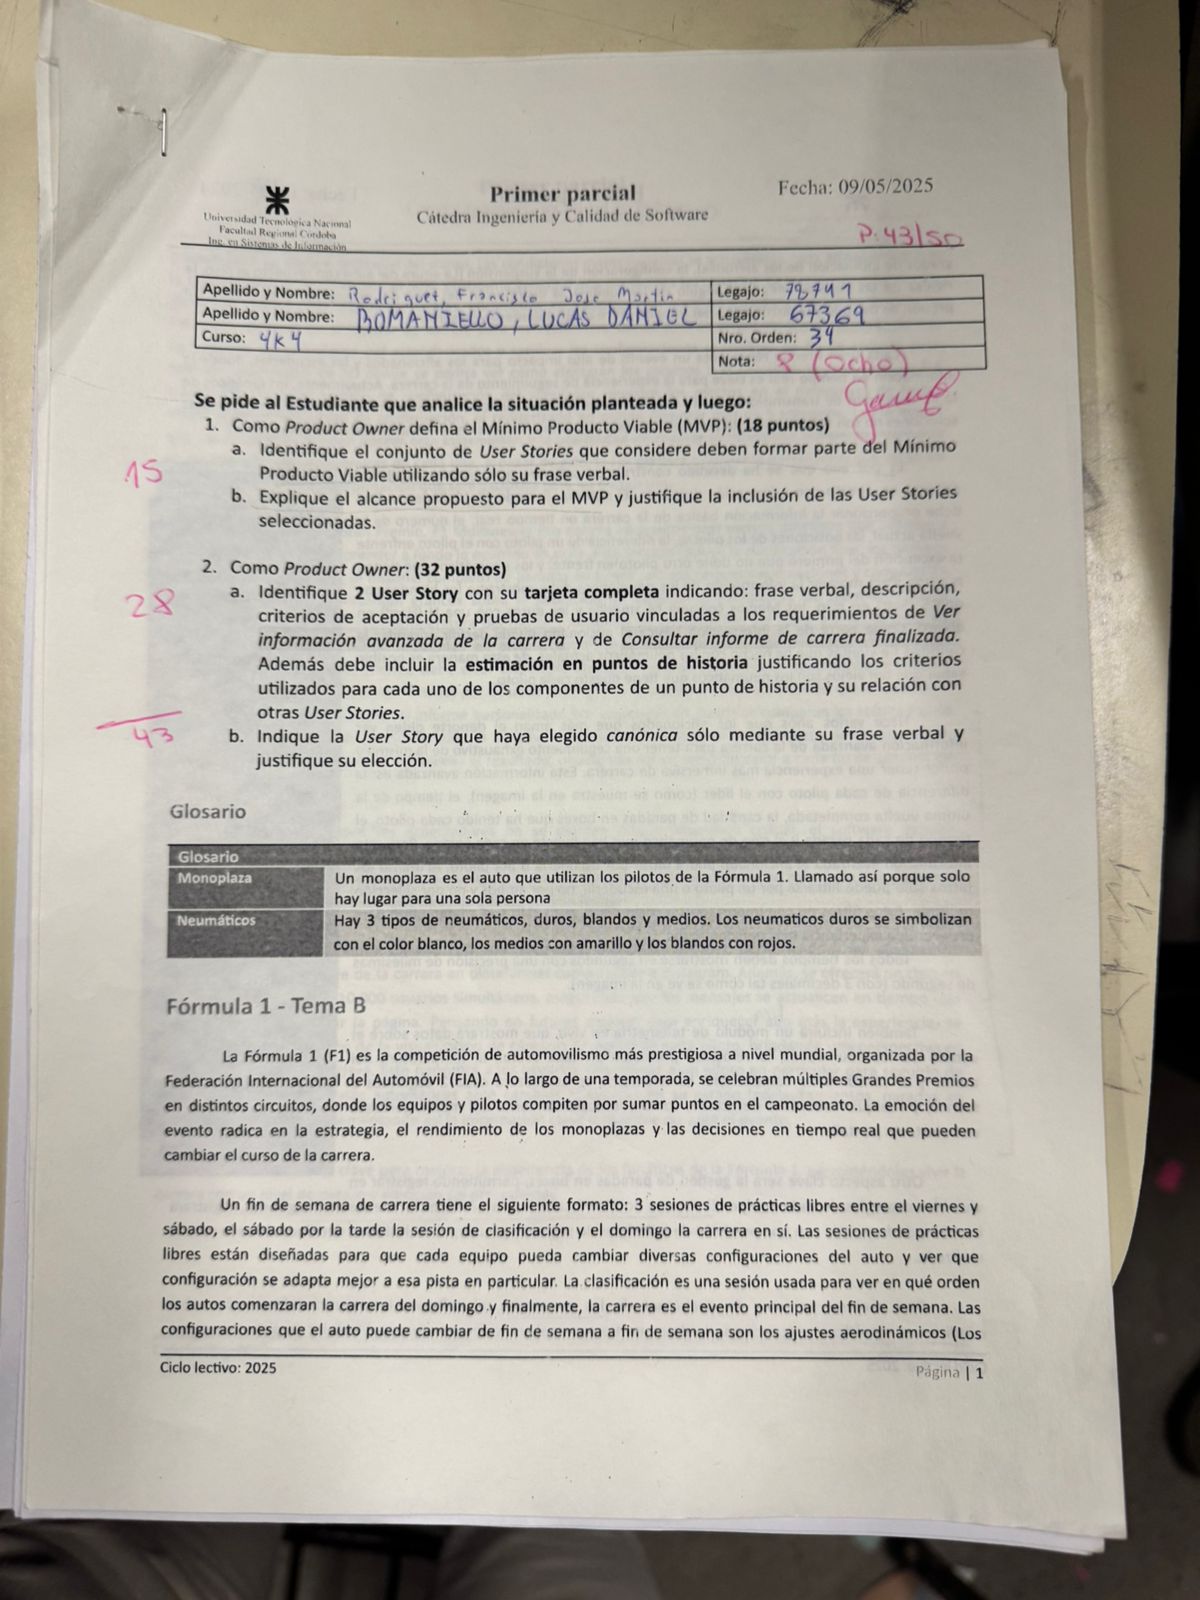 Universidad Tecnológica Nacional
Facultad Regional Córdoba
Ing. en Sistemas de Información
Primer parcial
Cátedra Ingeniería y Calidad de Software
Fecha: 09/05/2025
P: 43/50
Apellido y Nombre: Rodriguez, Francisco Jose Martin Legajo: 78741
Apellido y Nombre: ROMANIELLO, LUCAS DANIEL Legajo: 67369
Curso: 4K4 Nro. Orden: 34
Nota: 8 (Ocho)
Se pide al Estudiante que analice la situación planteada y luego:
1. Como Product Owner defina el Mínimo Producto Viable (MVP): (18 puntos)
15
a. Identifique el conjunto de User Stories que considere deben formar parte del Mínimo
Producto Viable utilizando sólo su frase verbal.
b. Explique el alcance propuesto para el MVP y justifique la inclusión de las User Stories
seleccionadas.
2. Como Product Owner: (32 puntos)
28
a. Identifique 2 User Story con su tarjeta completa indicando: frase verbal, descripción,
criterios de aceptación y pruebas de usuario vinculadas a los requerimientos de Ver
información avanzada de la carrera y de Consultar informe de carrera finalizada.
Además debe incluir la estimación en puntos de historia justificando los criterios
utilizados para cada uno de los componentes de un punto de historia y su relación con
otras User Stories.
43
b. Indique la User Story que haya elegido canónica sólo mediante su frase verbal y
justifique su elección.
Glosario
Glosario
Monoplaza Un monoplaza es el auto que utilizan los pilotos de la Fórmula 1. Llamado así porque solo
hay lugar para una sola persona
Neumáticos Hay 3 tipos de neumáticos, duros, blandos y medios. Los neumaticos duros se simbolizan
con el color blanco, los medios con amarillo y los blandos con rojos.
Fórmula 1 - Tema B
La Fórmula 1 (F1) es la competición de automovilismo más prestigiosa a nivel mundial, organizada por la
Federación Internacional del Automóvil (FIA). A lo largo de una temporada, se celebran múltiples Grandes Premios
en distintos circuitos, donde los equipos y pilotos compiten por sumar puntos en el campeonato. La emoción del
evento radica en la estrategia, el rendimiento de los monoplazas y las decisiones en tiempo real que pueden
cambiar el curso de la carrera.
Un fin de semana de carrera tiene el siguiente formato: 3 sesiones de prácticas libres entre el viernes y
sábado, el sábado por la tarde la sesión de clasificación y el domingo la carrera en sí. Las sesiones de prácticas
libres están diseñadas para que cada equipo pueda cambiar diversas configuraciones del auto y ver que
configuración se adapta mejor a esa pista en particular. La clasificación es una sesión usada para ver en qué orden
los autos comenzaran la carrera del domingo y finalmente, la carrera es el evento principal del fin de semana. Las
configuraciones que el auto puede cambiar de fin de semana a fin de semana son los ajustes aerodinámicos (Los
Ciclo lectivo: 2025
Página | 1